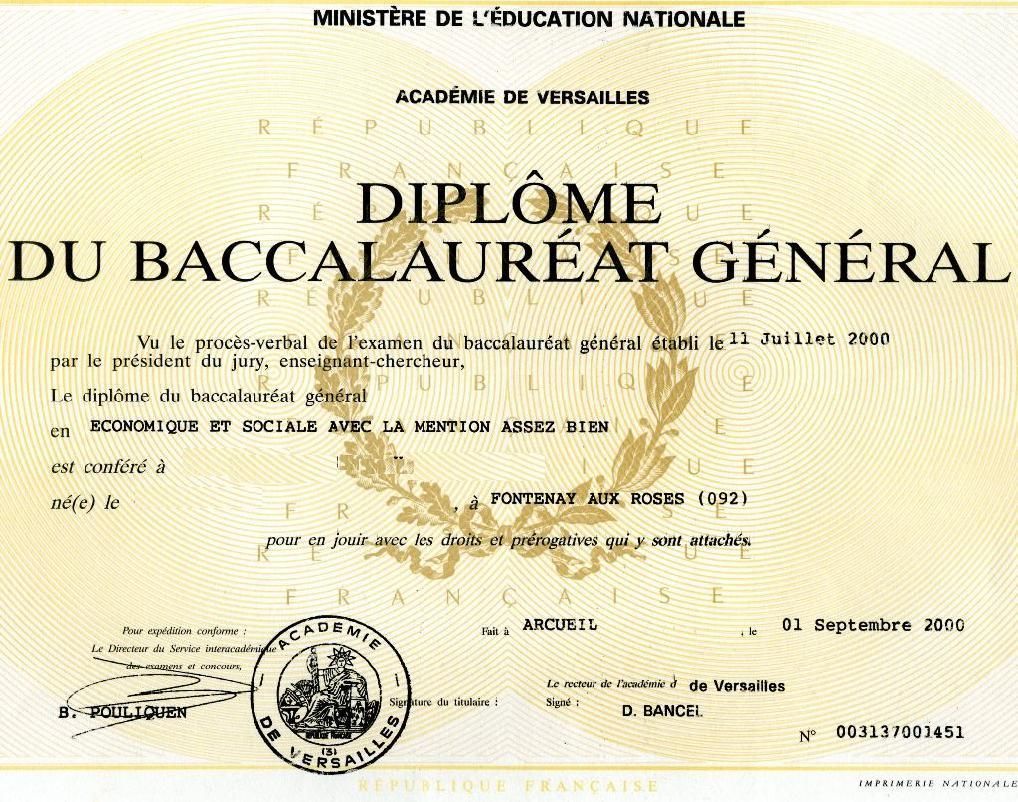 MINISTÈRE DE L'ÉDUCATION NATIONALE
ACADÉMIE DE VERSAILLES
RÉPUBLIQUE
FRANÇAISE
DIPLÔME
DU BACCALAURÉAT GÉNÉRAL
Vu le procès-verbal de l'examen du baccalauréat général établi le 11 Juillet 2000
par le président du jury, enseignant-chercheur,
Le diplôme du baccalauréat général
en ECONOMIQUE ET SOCIALE AVEC LA MENTION ASSEZ BIEN
est conféré à
né(e) le , à FONTENAY AUX ROSES (092)
pour en jouir avec les droits et prérogatives qui y sont attachés.
FRANÇAISE
Pour expédition conforme :
Le Directeur du Service interacadémique
des examens et concours,
B. POULIQUEN
ACADEMIE
DE VERSAILLES
(3)
Fait à ARCUEIL , le 01 Septembre 2000
Signature du titulaire :
Le recteur de l'académie d de Versailles
Signé :
D. BANCEL
N° 003137001451
RÉPUBLIQUE FRANÇAISE
IMPRIMERIE NATIONALE